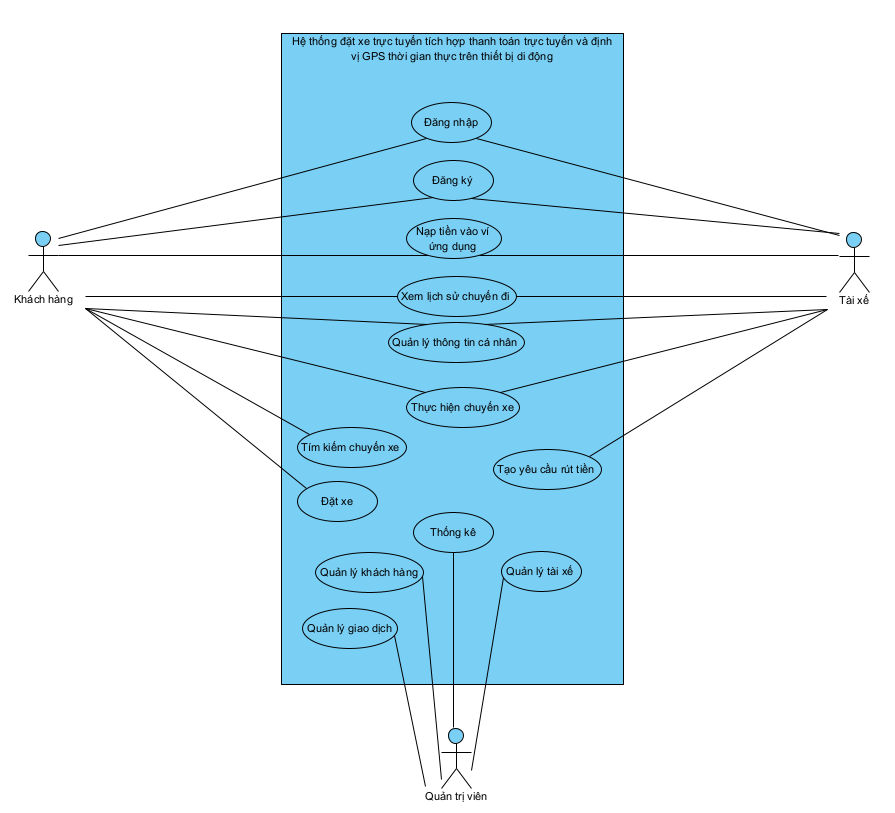 Hệ thống đặt xe trực tuyến tích hợp thanh toán trực tuyến và định
vị GPS thời gian thực trên thiết bị di động
Đăng nhập
Đăng ký
Nạp tiền vào ví
ứng dụng
Khách hàng
Xem lịch sử chuyến đi
Tài xế
Quản lý thông tin cá nhân
Thực hiện chuyến xe
Tím kiếm chuyến xe
Tạo yêu cầu rút tiền
Đặt xe
Thống kê
Quản lý khách hàng
Quản lý tài xế
Quản lý giao dịch
Quản trị viên